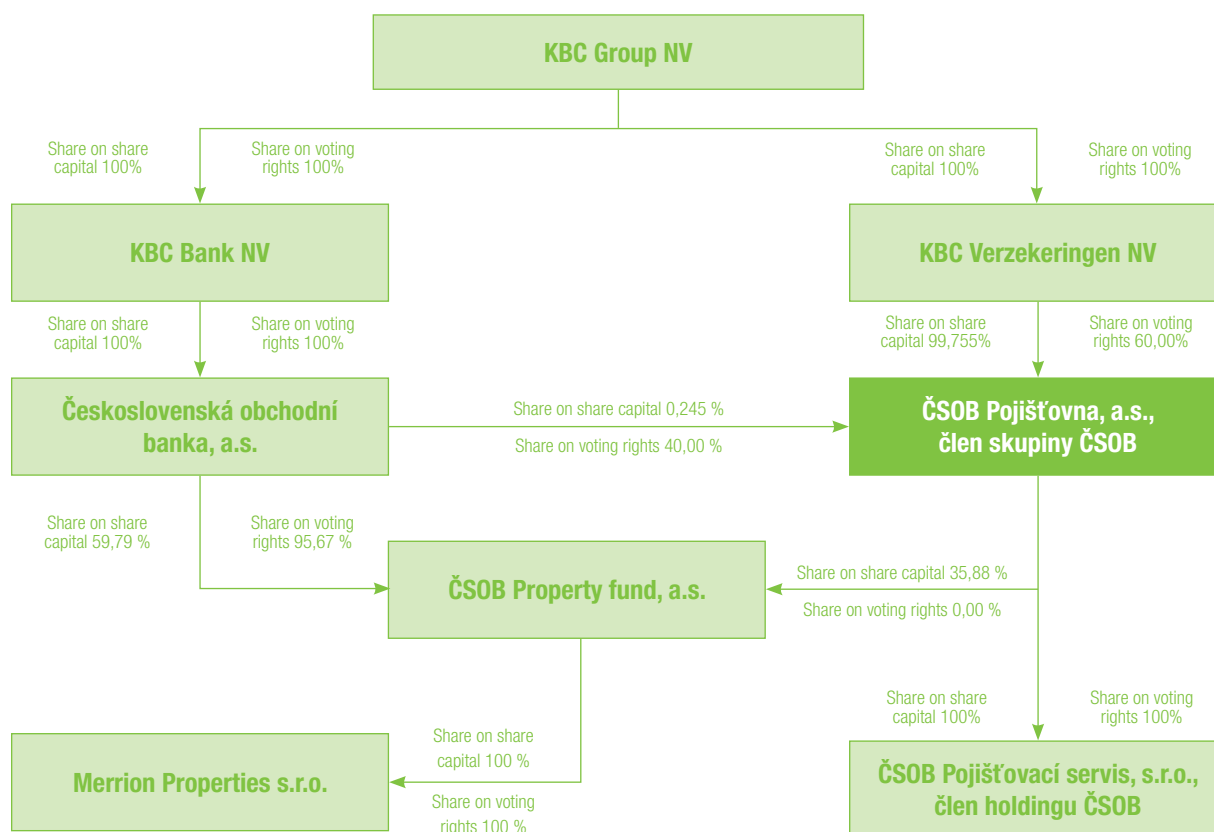 KBC Group NV
Share on share
capital 100%
Share on voting
rights 100%
Share on share
capital 100%
Share on voting
rights 100%
KBC Bank NV
KBC Verzekeringen NV
Share on share
capital 100%
Share on voting
rights 100%
Share on share
capital 99,755%
Share on voting
rights 60,00%
Československá obchodní
banka, a.s.
Share on share capital 0,245 %
Share on voting rights 40,00 %
ČSOB Pojišťovna, a.s.,
člen skupiny ČSOB
Share on share
capital 59,79 %
Share on voting
rights 95,67 %
ČSOB Property fund, a.s.
Share on share capital 35,88 %
Share on voting rights 0,00 %
Share on share
capital 100 %
Share on voting
rights 100 %
Share on share
capital 100%
Share on voting
rights 100%
Merrion Properties s.r.o.
ČSOB Pojišťovací servis, s.r.o.,
člen holdingu ČSOB